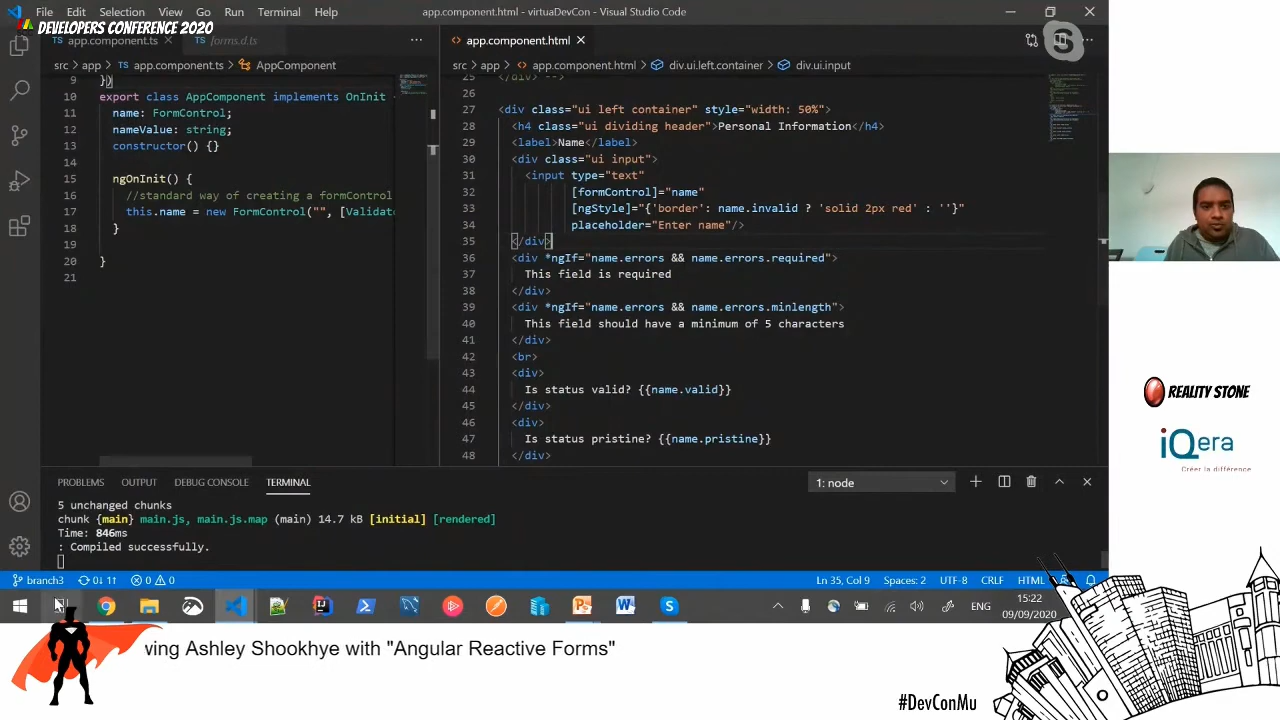 File Edit Selection View Go Run Terminal Help
app.component.html - virtuaDevCon - Visual Studio Code
DEVELOPERS CONFERENCE 2020
TS app.component.ts
TS forms.d.ts
app.component.html
src > app > TS app.component.ts > AppComponent
src > app > app.component.html > div.ui.left.container > div.ui.input
9 })
10 export class AppComponent implements OnInit
11 name: FormControl;
12 nameValue: string;
13 constructor() {}
14
15 ngOnInit() {
16 //standard way of creating a formControl
17 this.name = new FormControl("", [Validato
18 }
19
20 }
21
25 </div> -->
26
27 <div class="ui left container" style="width: 50%">
28 <h4 class="ui dividing header">Personal Information</h4>
29 <label>Name</label>
30 <div class="ui input">
31 <input type="text"
32 [formControl]="name"
33 [ngStyle]="{'border': name.invalid ? 'solid 2px red' : ''}"
34 placeholder="Enter name"/>
35 </div>
36 <div *ngIf="name.errors && name.errors.required">
37 This field is required
38 </div>
39 <div *ngIf="name.errors && name.errors.minlength">
40 This field should have a minimum of 5 characters
41 </div>
42 <br>
43 <div>
44 Is status valid? {{name.valid}}
45 </div>
46 <div>
47 Is status pristine? {{name.pristine}}
48 </div>
PROBLEMS OUTPUT DEBUG CONSOLE TERMINAL
1: node
5 unchanged chunks
chunk {main} main.js, main.js.map (main) 14.7 kB [initial] [rendered]
Time: 846ms
: Compiled successfully.
branch3 0↓ 1↑ 0 0
Ln 35, Col 9 Spaces: 2 UTF-8 CRLF HTML
ENG
15:22
09/09/2020
REALITY STONE
iQera
Créer la différence
ving Ashley Shookhye with "Angular Reactive Forms"
#DevConMu